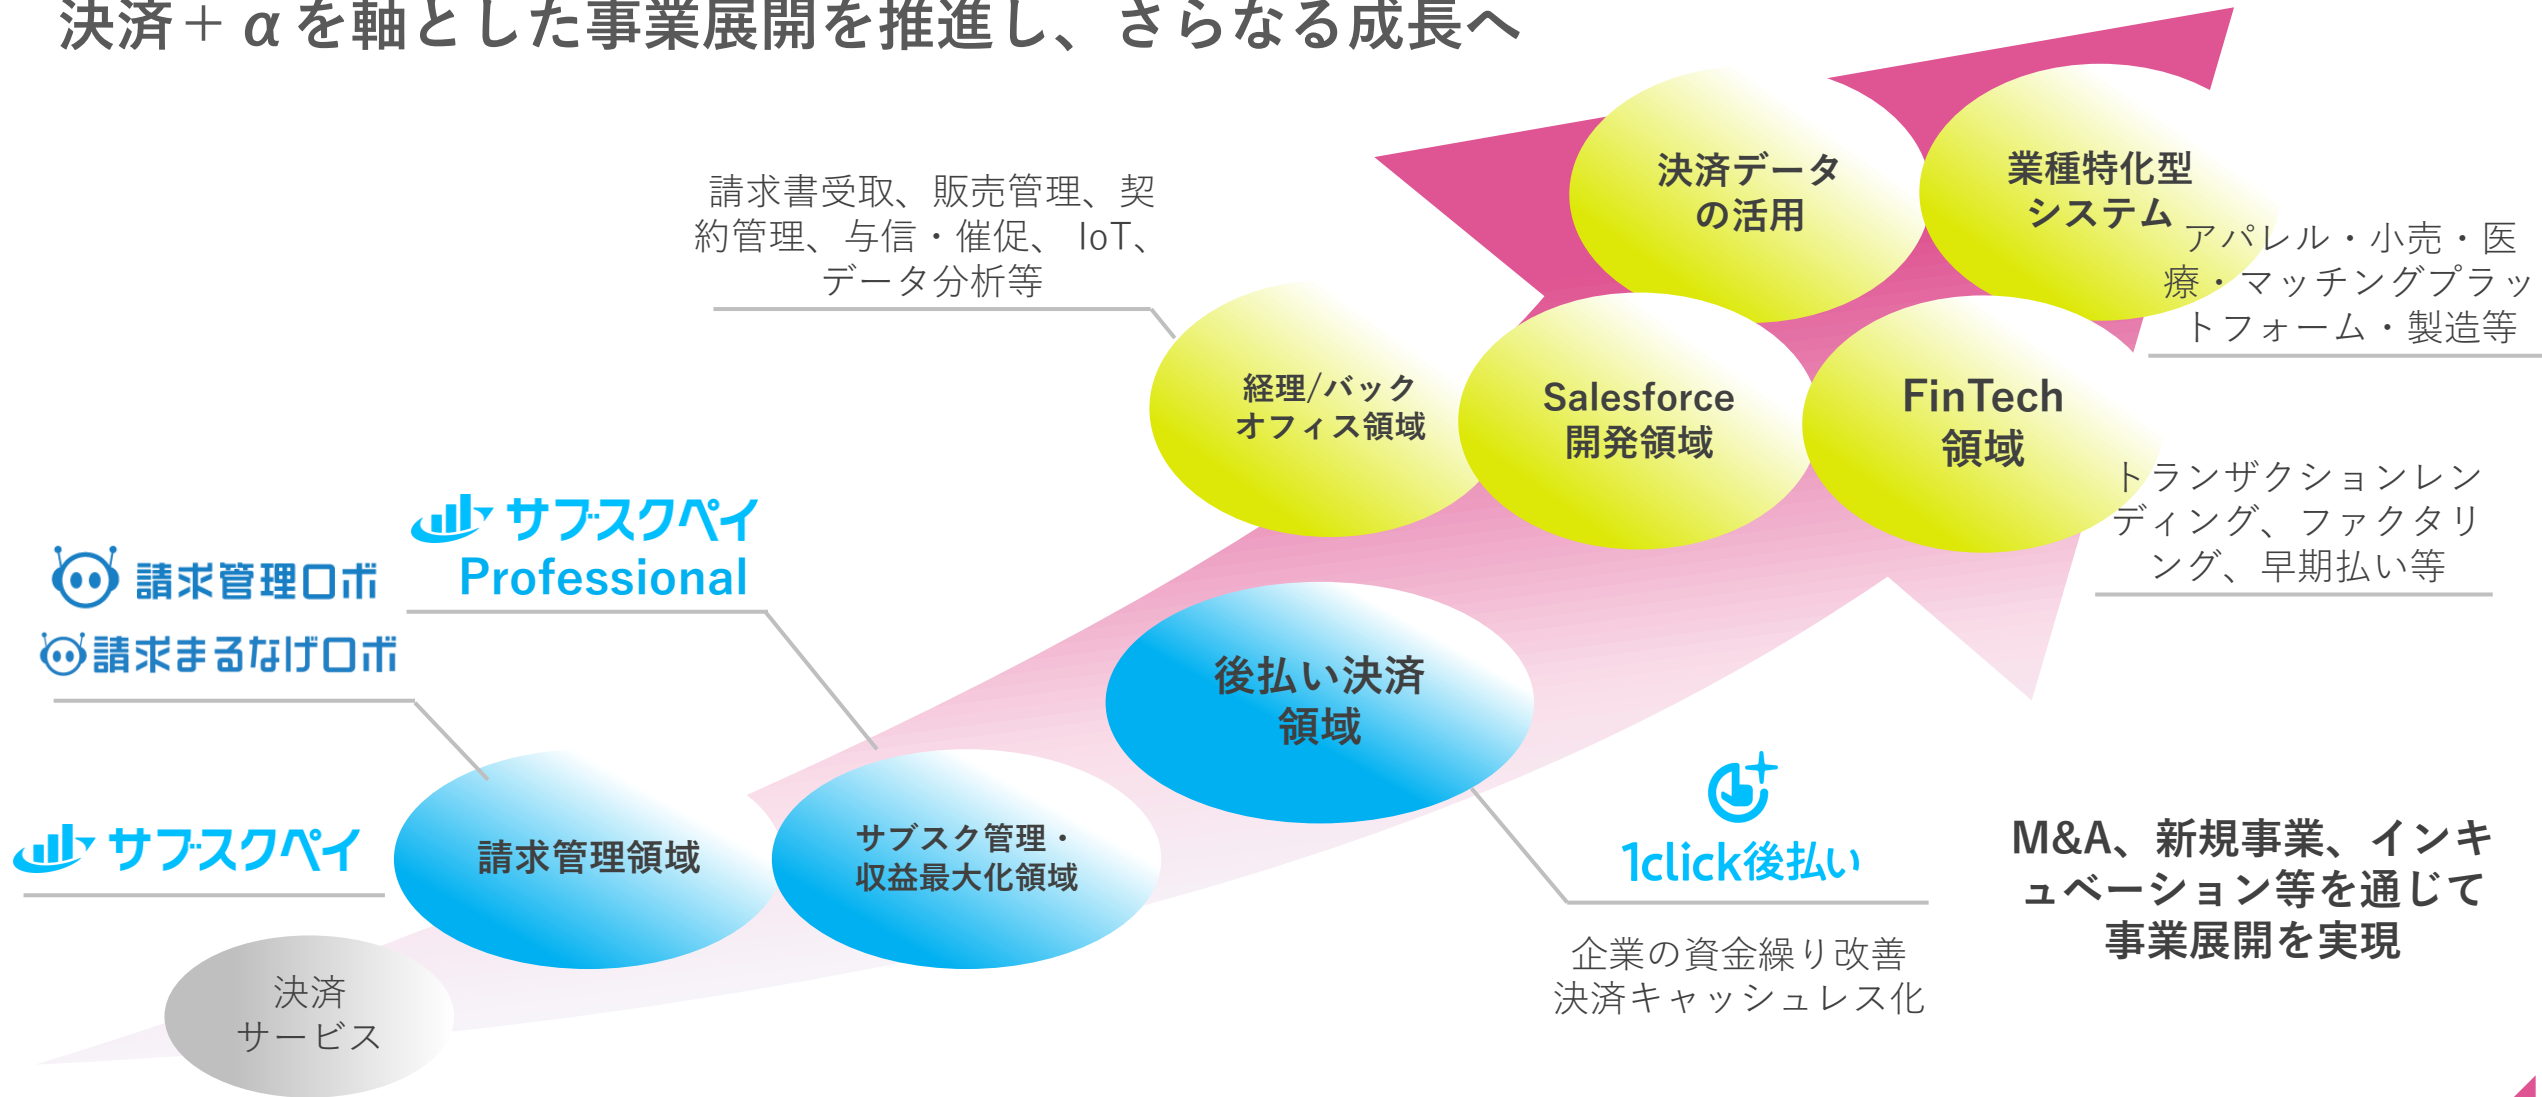 決済＋αを軸とした事業展開を推進し、さらなる成長へ
請求書受取、販売管理、契
約管理、与信・催促、IoT、
データ分析等
決済データ
の活用
業種特化型
システム
アパレル・小売・医
療・マッチングプラッ
トフォーム・製造等
経理/バック
オフィス領域
Salesforce
開発領域
FinTech
領域
トランザクションレン
ディング、ファクタリ
ング、早期払い等
サブスクペイ
Professional
請求管理ロボ
請求まるなげロボ
後払い決済
領域
サブスクペイ
請求管理領域
サブスク管理・
収益最大化領域
1click後払い
企業の資金繰り改善
決済キャッシュレス化
M&A、新規事業、インキ
ュベーション等を通じて
事業展開を実現
決済
サービス